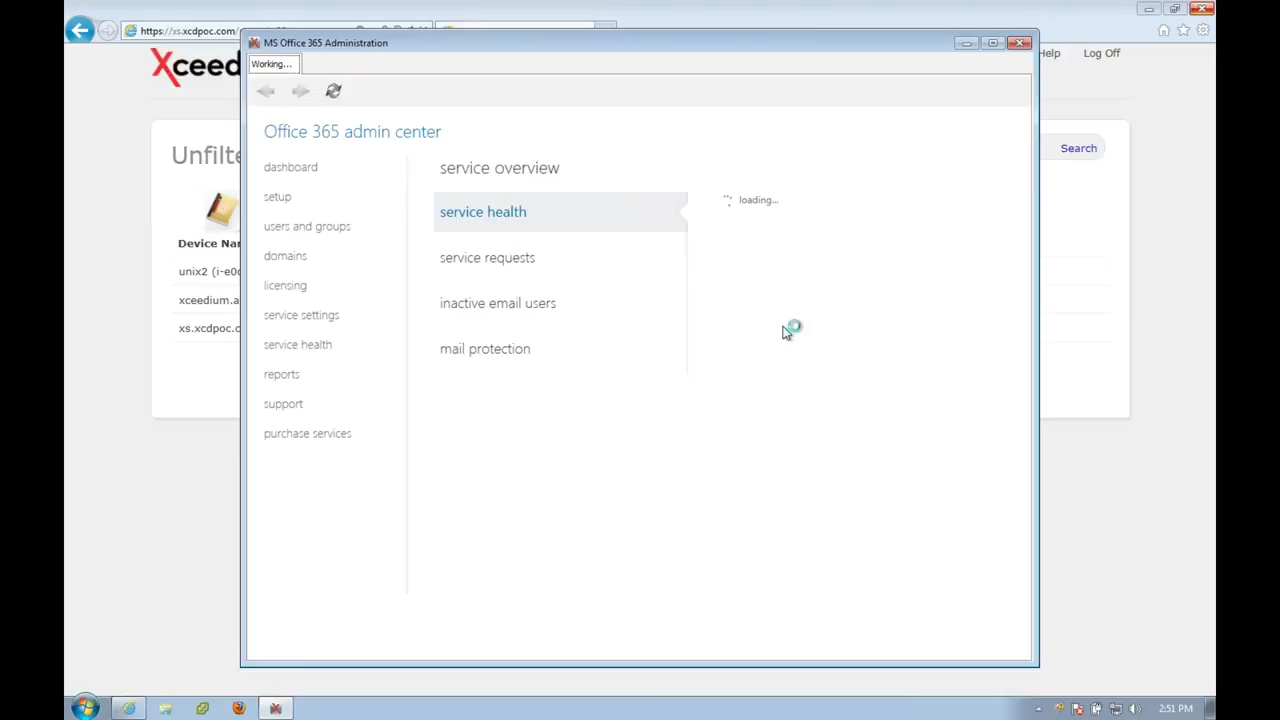 https://xs.xcdpoc.com/
MS Office 365 Administration
Working...
Xceed
Help
Log Off
Office 365 admin center
Unfilte
Search
dashboard
setup
users and groups
domains
licensing
service settings
service health
reports
support
purchase services
service overview
service health
service requests
inactive email users
mail protection
loading...
Device Nar
unix2 (i-e0c
xceedium.a
xs.xcdpoc.c
2:51 PM